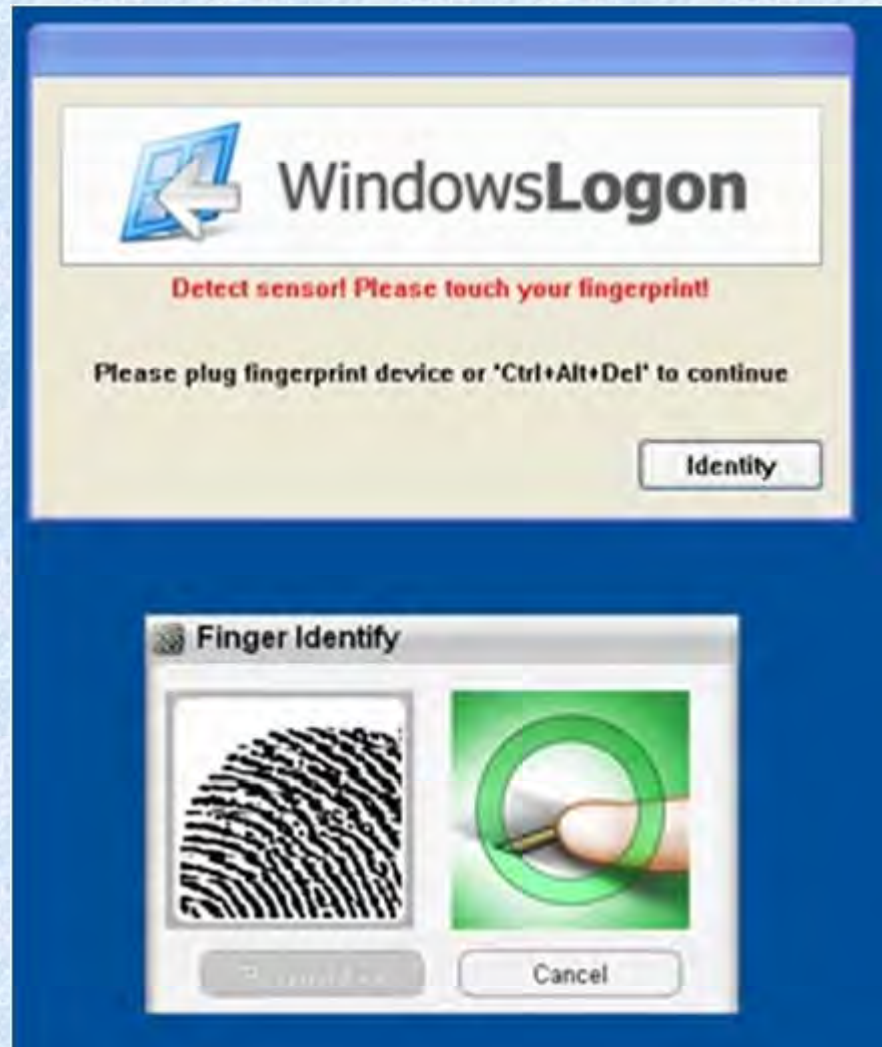 WindowsLogon
Detect sensor! Please touch your fingerprint!
Please plug fingerprint device or 'Ctrl+Alt+Del' to continue
Identity
Finger Identify
Cancel